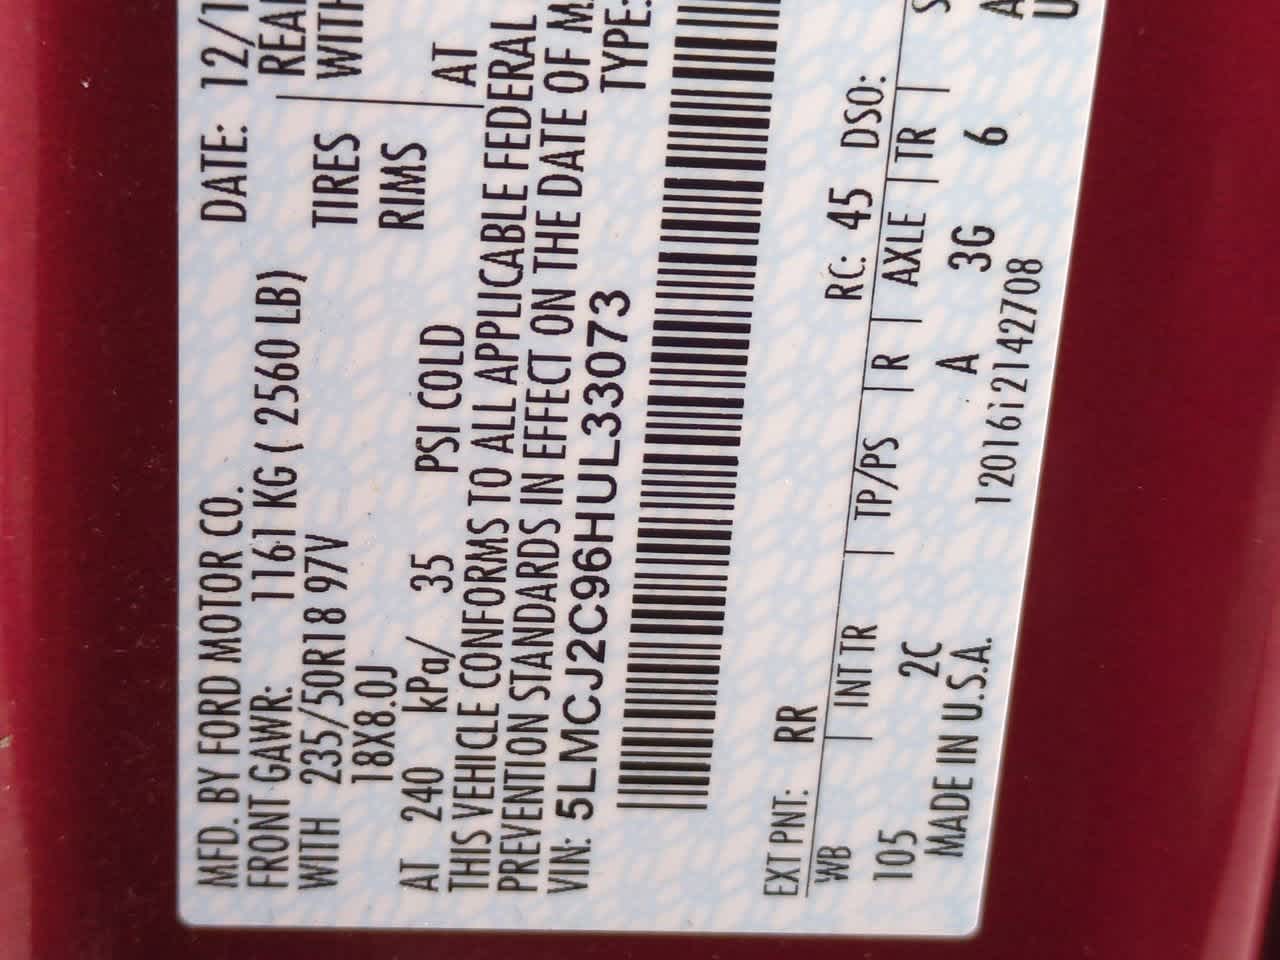 MFD. BY FORD MOTOR CO. DATE: 12/1
FRONT GAWR: 1161 KG ( 2560 LB) REA
WITH 235/50R18 97V TIRES WITH
18X8.0J RIMS
AT 240 kPa/ 35 PSI COLD AT
THIS VEHICLE CONFORMS TO ALL APPLICABLE FEDERAL
PREVENTION STANDARDS IN EFFECT ON THE DATE OF M
VIN: 5LMCJ2C96HUL33073 TYPE:
EXT PNT: RR RC: 45 DSO:
WB INT TR TP/PS R AXLE TR S
105 2C A 3G 6 A
MADE IN U.S.A. 12016i2142708 U